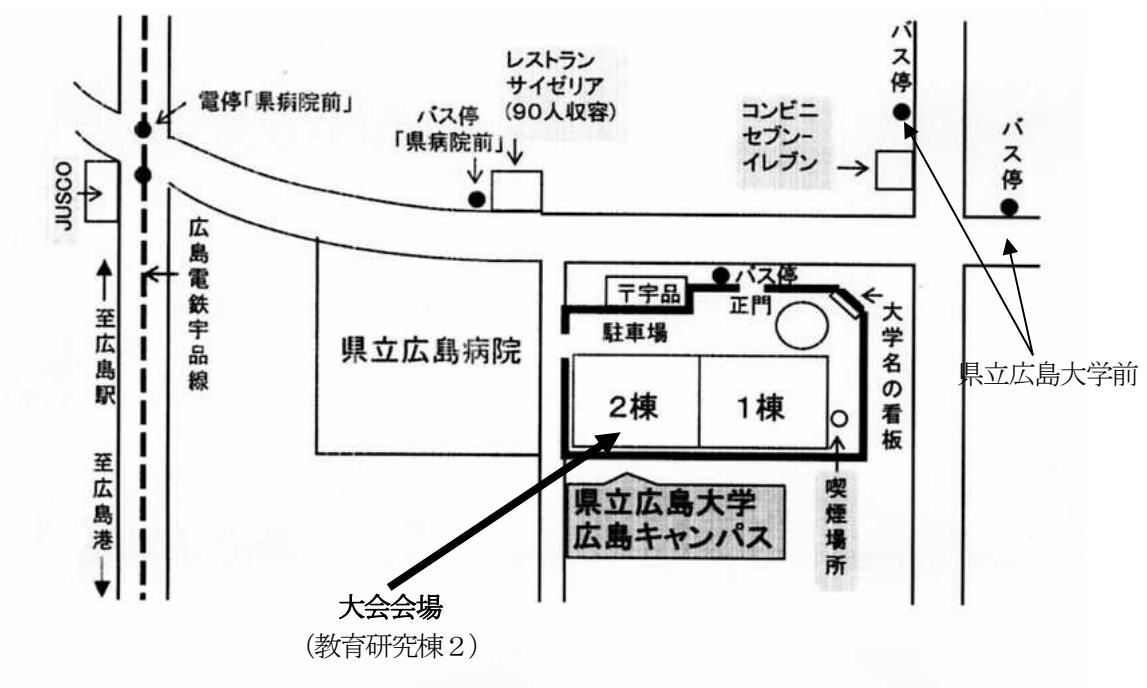 電停「県病院前」
バス停
「県病院前」
レストラン
サイゼリア
(90人収容)
コンビニ
セブン-
イレブン
バス停
バス停
JUSCO
広島電鉄宇品線
至広島駅
至広島港
県立広島病院
〒宇品
バス停
正門
駐車場
2棟
1棟
大学名の看板
県立広島大学前
喫煙場所
県立広島大学
広島キャンパス
大会会場
(教育研究棟2)